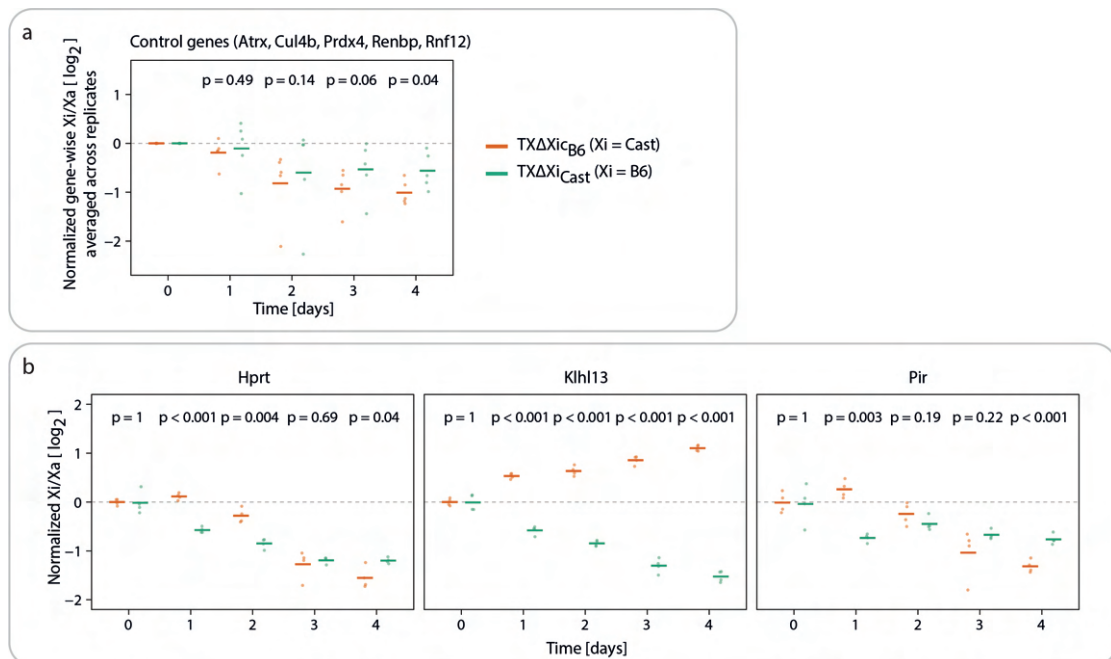 a
Control genes (Atrx, Cul4b, Prdx4, Renbp, Rnf12)
Normalized gene-wise Xi/Xa [ log2 ]
averaged across replicates
p = 0.49 p = 0.14 p = 0.06 p = 0.04
1
0
−1
−2
0 1 2 3 4
Time [days]
TXΔXicB6 (Xi = Cast)
TXΔXiCast (Xi = B6)
b
Hprt Klhl13 Pir
Normalized Xi/Xa [ log2 ]
p = 1 p < 0.001 p = 0.004 p = 0.69 p = 0.04
p = 1 p < 0.001 p < 0.001 p < 0.001 p < 0.001
p = 1 p = 0.003 p = 0.19 p = 0.22 p < 0.001
2
1
0
−1
−2
0 1 2 3 4
0 1 2 3 4
0 1 2 3 4
Time [days]